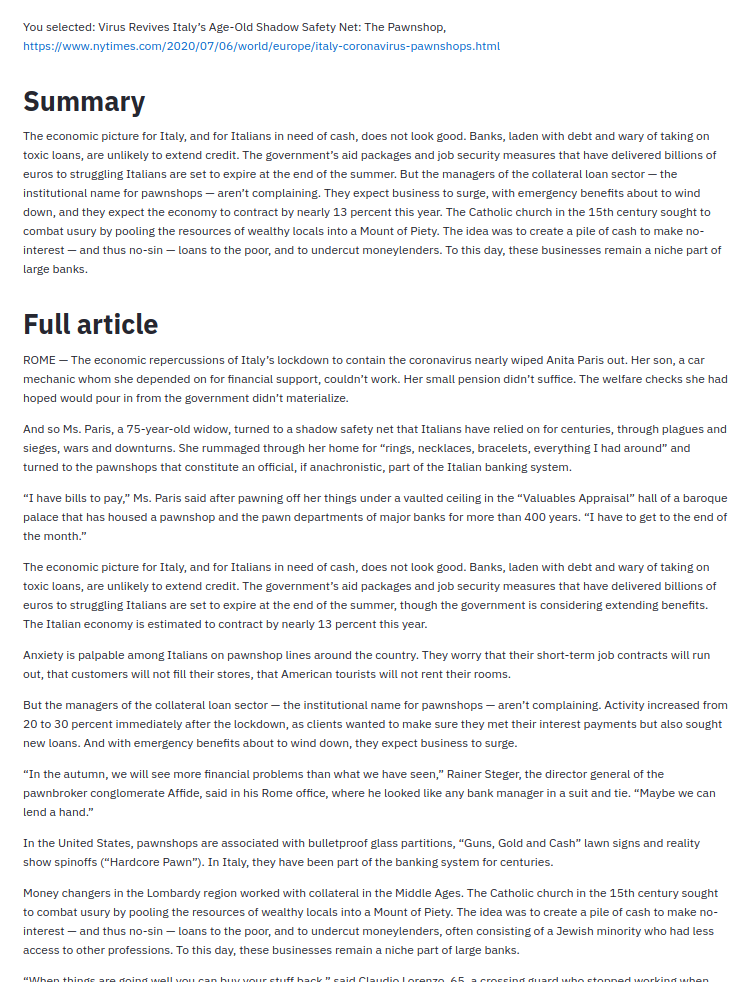 You selected: Virus Revives Italy’s Age-Old Shadow Safety Net: The Pawnshop,
https://www.nytimes.com/2020/07/06/world/europe/italy-coronavirus-pawnshops.html
Summary
The economic picture for Italy, and for Italians in need of cash, does not look good. Banks, laden with debt and wary of taking on
toxic loans, are unlikely to extend credit. The government’s aid packages and job security measures that have delivered billions of
euros to struggling Italians are set to expire at the end of the summer. But the managers of the collateral loan sector — the
institutional name for pawnshops — aren’t complaining. They expect business to surge, with emergency benefits about to wind
down, and they expect the economy to contract by nearly 13 percent this year. The Catholic church in the 15th century sought to
combat usury by pooling the resources of wealthy locals into a Mount of Piety. The idea was to create a pile of cash to make no-
interest — and thus no-sin — loans to the poor, and to undercut moneylenders. To this day, these businesses remain a niche part of
large banks.
Full article
ROME — The economic repercussions of Italy’s lockdown to contain the coronavirus nearly wiped Anita Paris out. Her son, a car
mechanic whom she depended on for financial support, couldn’t work. Her small pension didn’t suffice. The welfare checks she had
hoped would pour in from the government didn’t materialize.
And so Ms. Paris, a 75-year-old widow, turned to a shadow safety net that Italians have relied on for centuries, through plagues and
sieges, wars and downturns. She rummaged through her home for “rings, necklaces, bracelets, everything I had around” and
turned to the pawnshops that constitute an official, if anachronistic, part of the Italian banking system.
“I have bills to pay,” Ms. Paris said after pawning off her things under a vaulted ceiling in the “Valuables Appraisal” hall of a baroque
palace that has housed a pawnshop and the pawn departments of major banks for more than 400 years. “I have to get to the end of
the month.”
The economic picture for Italy, and for Italians in need of cash, does not look good. Banks, laden with debt and wary of taking on
toxic loans, are unlikely to extend credit. The government’s aid packages and job security measures that have delivered billions of
euros to struggling Italians are set to expire at the end of the summer, though the government is considering extending benefits.
The Italian economy is estimated to contract by nearly 13 percent this year.
Anxiety is palpable among Italians on pawnshop lines around the country. They worry that their short-term job contracts will run
out, that customers will not fill their stores, that American tourists will not rent their rooms.
But the managers of the collateral loan sector — the institutional name for pawnshops — aren’t complaining. Activity increased from
20 to 30 percent immediately after the lockdown, as clients wanted to make sure they met their interest payments but also sought
new loans. And with emergency benefits about to wind down, they expect business to surge.
“In the autumn, we will see more financial problems than what we have seen,” Rainer Steger, the director general of the
pawnbroker conglomerate Affide, said in his Rome office, where he looked like any bank manager in a suit and tie. “Maybe we can
lend a hand.”
In the United States, pawnshops are associated with bulletproof glass partitions, “Guns, Gold and Cash” lawn signs and reality
show spinoffs (“Hardcore Pawn”). In Italy, they have been part of the banking system for centuries.
Money changers in the Lombardy region worked with collateral in the Middle Ages. The Catholic church in the 15th century sought
to combat usury by pooling the resources of wealthy locals into a Mount of Piety. The idea was to create a pile of cash to make no-
interest — and thus no-sin — loans to the poor, and to undercut moneylenders, often consisting of a Jewish minority who had less
access to other professions. To this day, these businesses remain a niche part of large banks.
“When things are going well you can buy your stuff back,” said Claudio Lorenzo, 65, a crossing guard who stopped working when